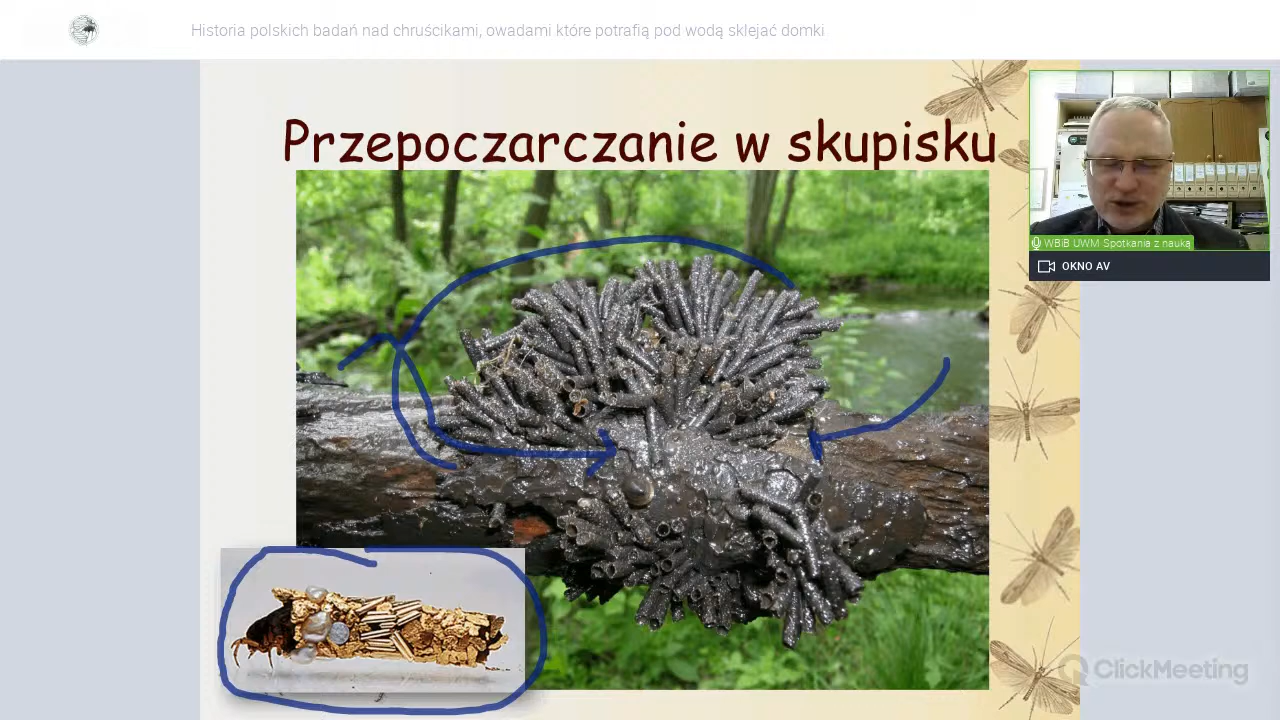 Historia polskich badań nad chruścikami, owadami które potrafią pod wodą sklejać domki
Przepoczarczanie w skupisku
WBiB UWM Spotkania z nauką
OKNO AV
ClickMeeting